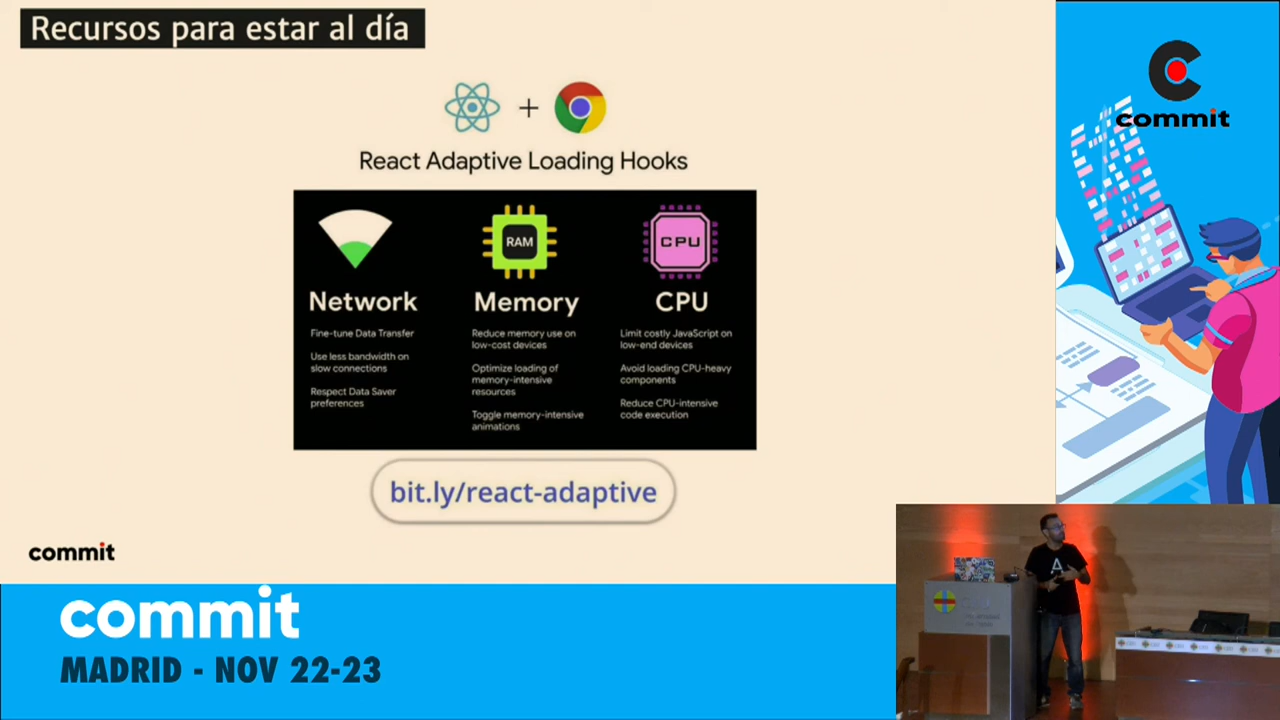 Recursos para estar al día
commit
+
React Adaptive Loading Hooks
RAM
CPU
Network
Memory
CPU
Fine-tune Data Transfer
Use less bandwidth on
slow connections
Respect Data Saver
preferences
Reduce memory use on
low-cost devices
Optimize loading of
memory-intensive
resources
Toggle memory-intensive
animations
Limit costly JavaScript on
low-end devices
Avoid loading CPU-heavy
components
Reduce CPU-intensive
code execution
bit.ly/react-adaptive
commit
commit
MADRID - NOV 22-23